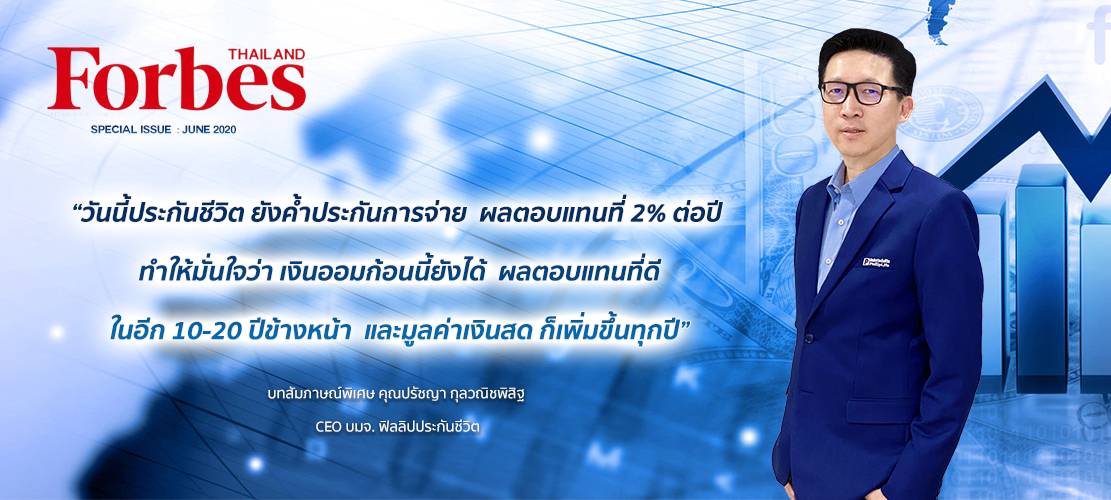 THAILAND
Forbes
SPECIAL ISSUE : JUNE 2020
“วันนี้ประกันชีวิต ยังค้ำประกันการจ่าย ผลตอบแทนที่ 2% ต่อปี
ทำให้มั่นใจว่า เงินออมก้อนนี้ยังได้ ผลตอบแทนที่ดี
ในอีก 10-20 ปีข้างหน้า และมูลค่าเงินสด ก็เพิ่มขึ้นทุกปี”
บทสัมภาษณ์พิเศษ คุณปรัชญา กุลวณิชพิสิฐ
CEO บมจ. ฟิลลิปประกันชีวิต